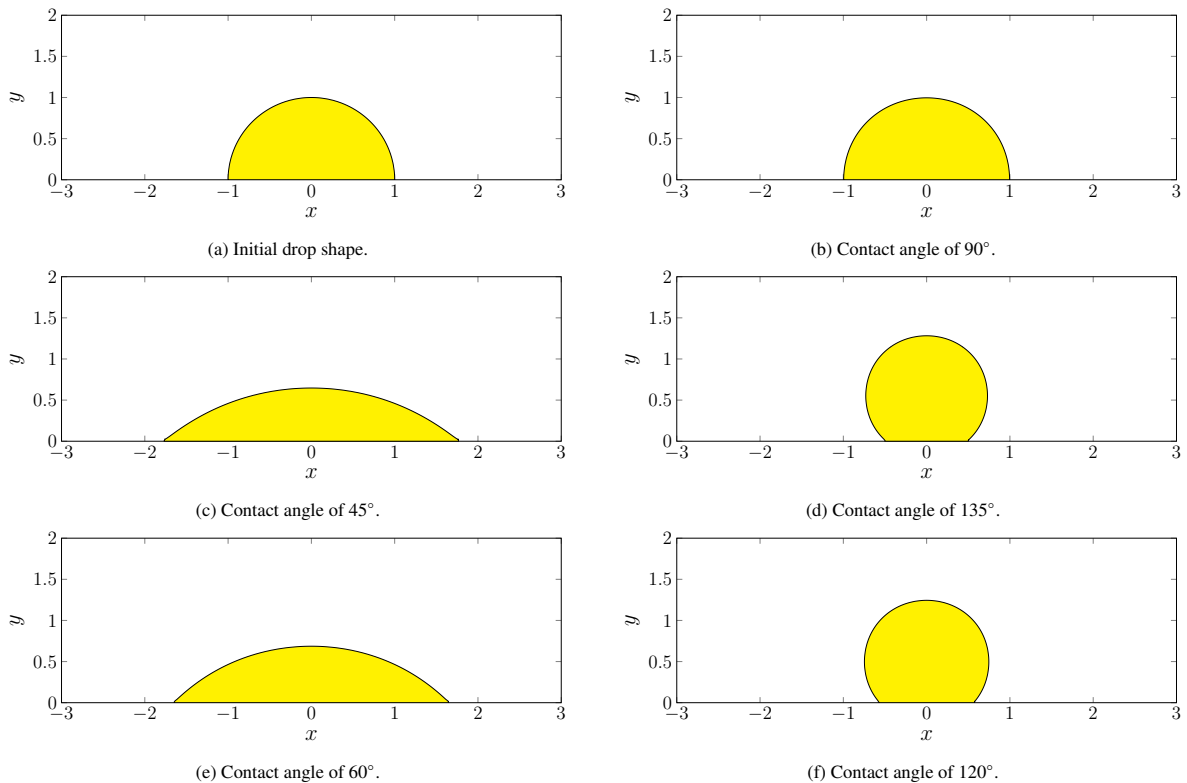 2
1.5
1
0.5
0
−3 −2 −1 0 1 2 3
y
x
(a) Initial drop shape.
2
1.5
1
0.5
0
−3 −2 −1 0 1 2 3
y
x
(b) Contact angle of 90°.
2
1.5
1
0.5
0
−3 −2 −1 0 1 2 3
y
x
(c) Contact angle of 45°.
2
1.5
1
0.5
0
−3 −2 −1 0 1 2 3
y
x
(d) Contact angle of 135°.
2
1.5
1
0.5
0
−3 −2 −1 0 1 2 3
y
x
(e) Contact angle of 60°.
2
1.5
1
0.5
0
−3 −2 −1 0 1 2 3
y
x
(f) Contact angle of 120°.